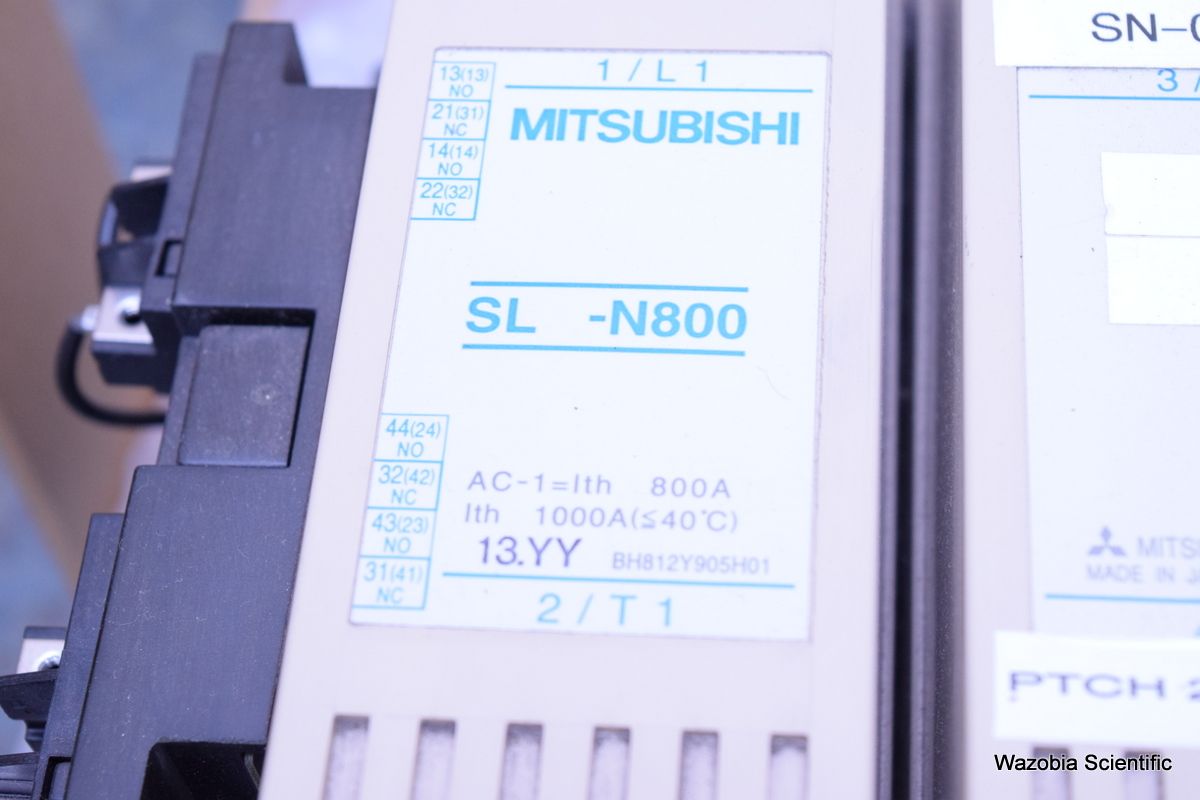 1/L1
MITSUBISHI
13(13)
NO
21(31)
NC
14(14)
NO
22(32)
NC
SL -N800
44(24)
NO
32(42)
NC
43(23)
NO
31(41)
NC
AC-1=Ith 800A
Ith 1000A(≦40℃)
13.YY BH812Y905H01
2/T1
SN-
3/
MADE IN
PTCH
Wazobia Scientific